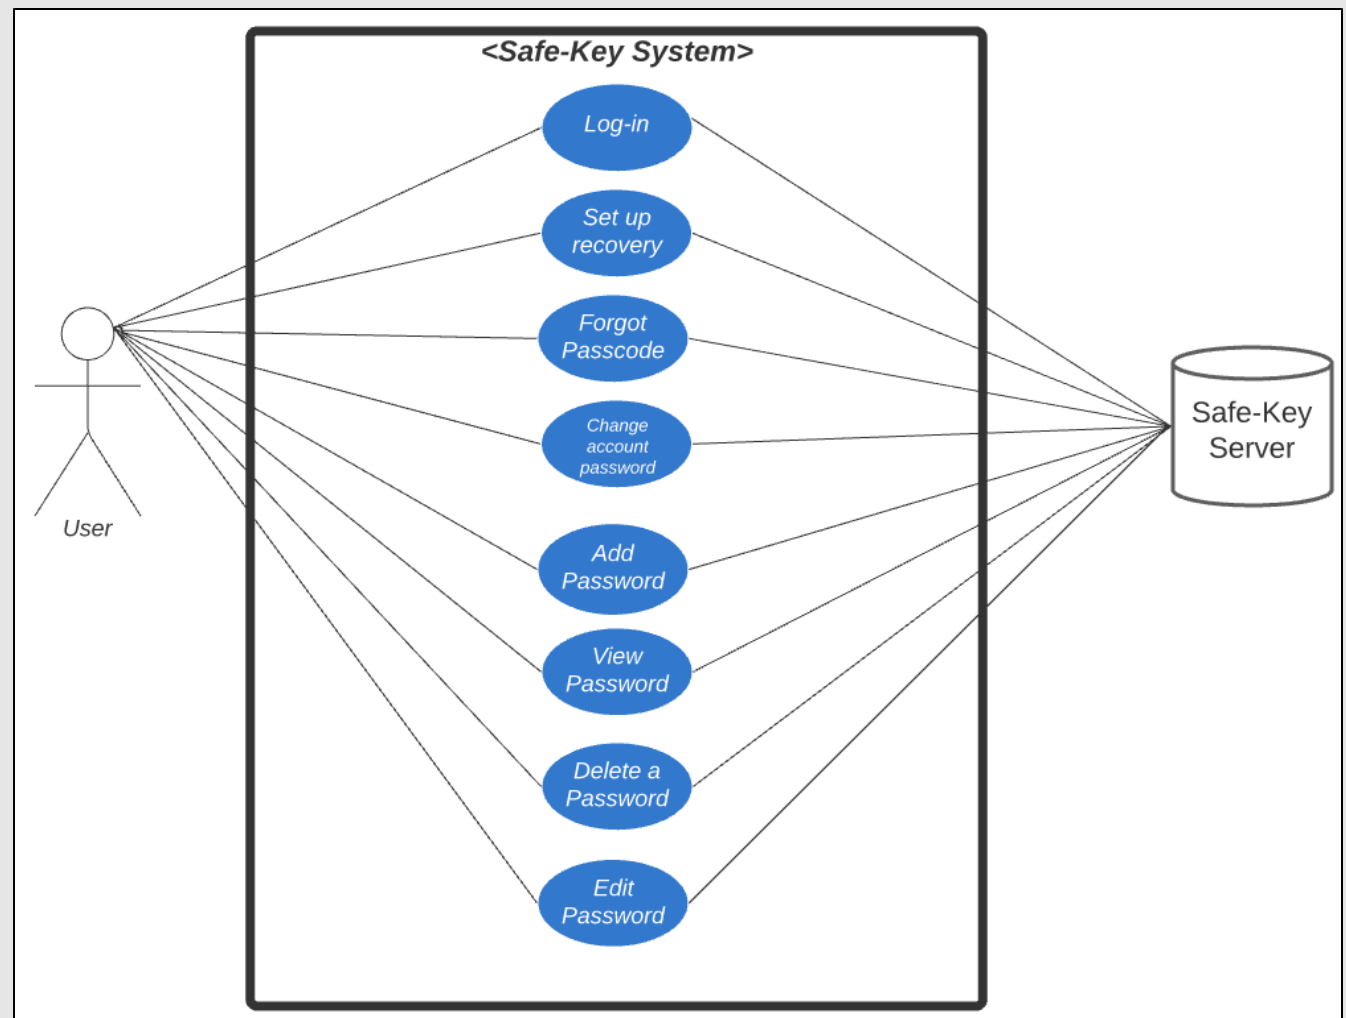 <Safe-Key System>
Log-in
Set up
recovery
Forgot
Passcode
Change
account
password
Add
Password
View
Password
Delete a
Password
Edit
Password
User
Safe-Key
Server